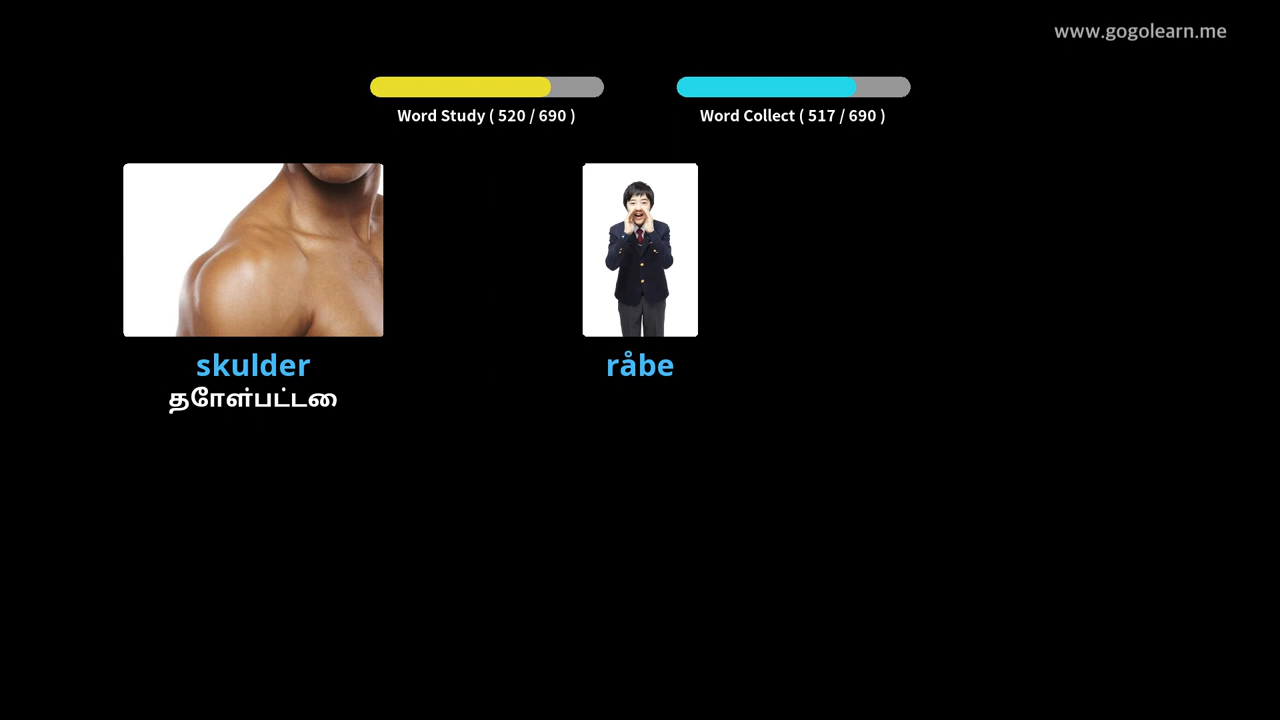 www.gogolearn.me
Word Study ( 520 / 690 )
Word Collect ( 517 / 690 )
skulder
råbe
தோள்பட்டை